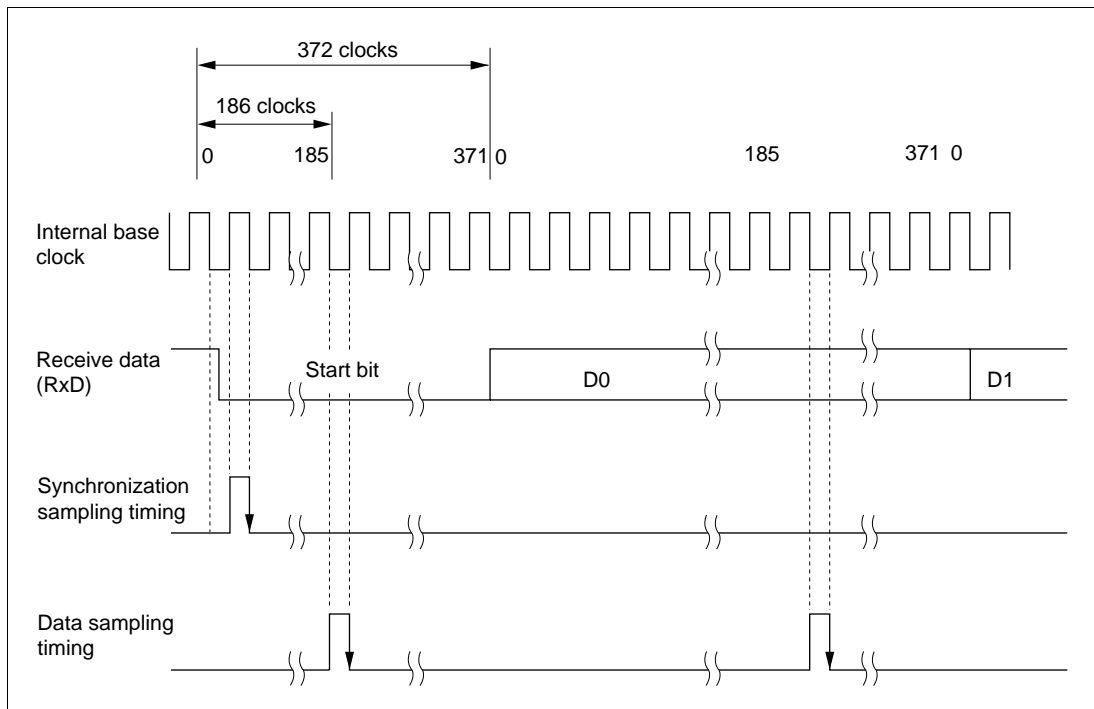 372 clocks
186 clocks
0 185 371 0 185 371 0
Internal base
clock
Receive data
(RxD)
Start bit
D0
D1
Synchronization
sampling timing
Data sampling
timing